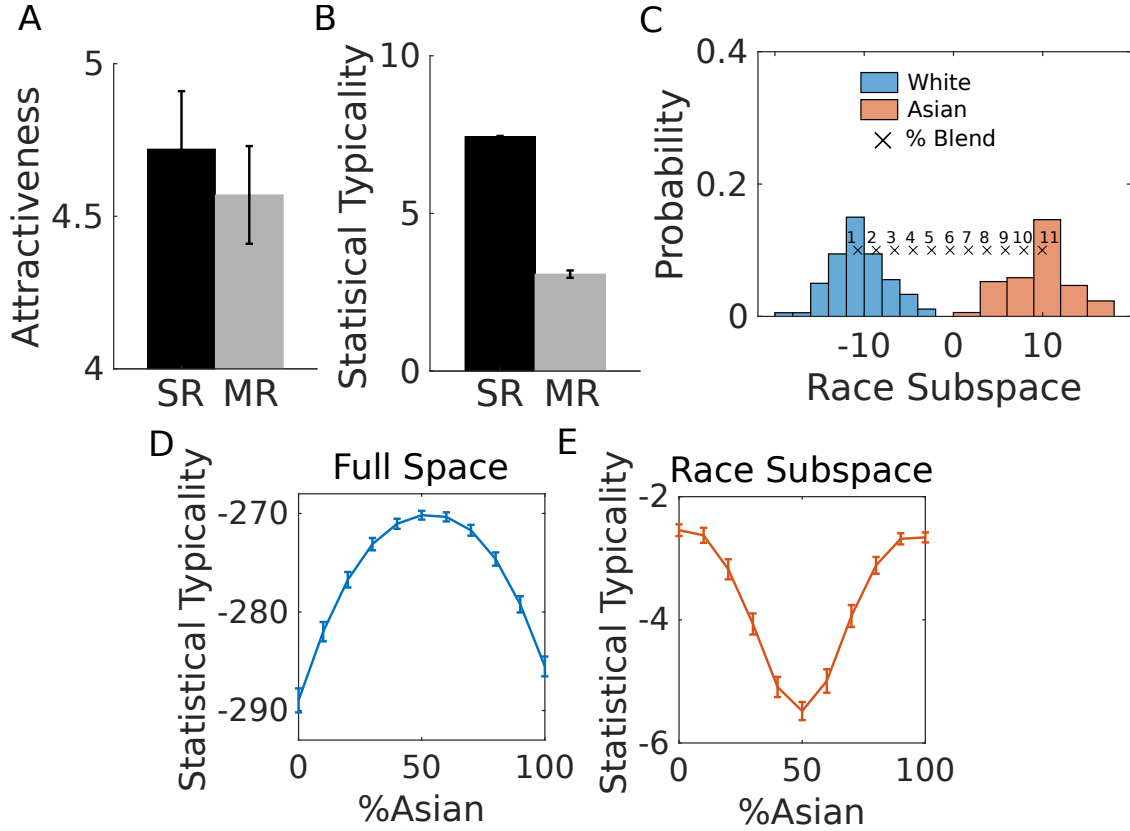 A
Attractiveness
5
4.5
4
SR MR
B
Statisical Typicality
10
5
0
SR MR
C
Probability
0.4
0.2
0
White
Asian
% Blend
1 2 3 4 5 6 7 8 9 10 11
-10 0 10
Race Subspace
D
Full Space
Statistical Typicality
-270
-280
-290
0 50 100
%Asian
E
Race Subspace
Statistical Typicality
-2
-4
-6
0 50 100
%Asian